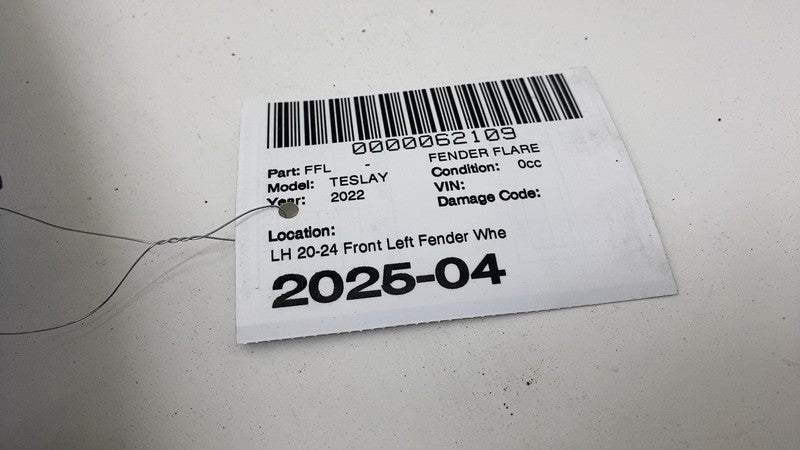 0000062109
Part: FFL - FENDER FLARE
Model: TESLAY Condition: 0cc
Year: 2022 VIN:
Damage Code:
Location:
LH 20-24 Front Left Fender Whe
2025-04